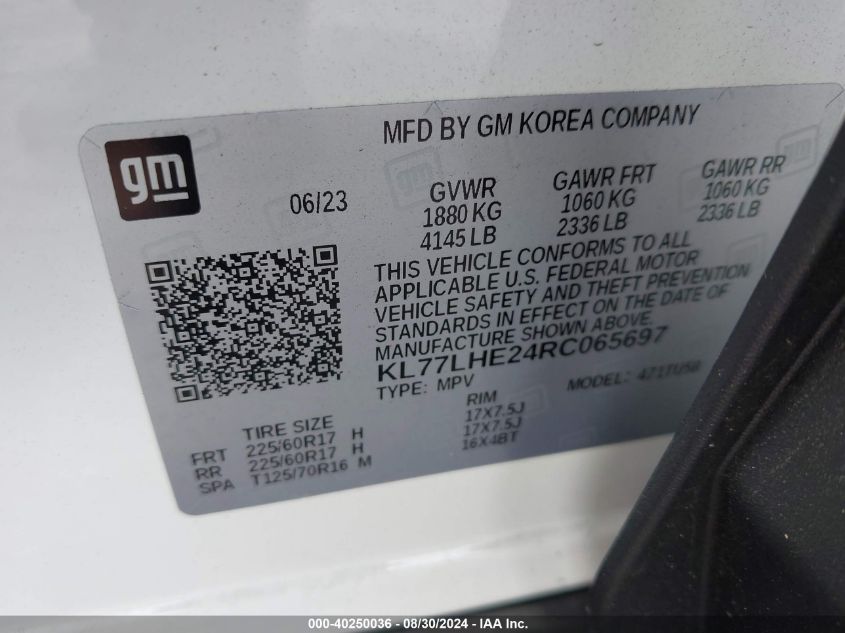 gm
MFD BY GM KOREA COMPANY
06/23
GVWR
1880 KG
4145 LB
GAWR FRT
1060 KG
2336 LB
GAWR RR
1060 KG
2336 LB
THIS VEHICLE CONFORMS TO ALL
APPLICABLE U.S. FEDERAL MOTOR
VEHICLE SAFETY AND THEFT PREVENTION
STANDARDS IN EFFECT ON THE DATE OF
MANUFACTURE SHOWN ABOVE.
KL77LHE24RC065697
TYPE: MPV MODEL:
TIRE SIZE RIM
FRT 225/60R17 H 17X7.5J
RR 225/60R17 H 17X7.5J
SPA T125/70R16 M 16X4BT
000-40250036 - 08/30/2024 - IAA Inc.